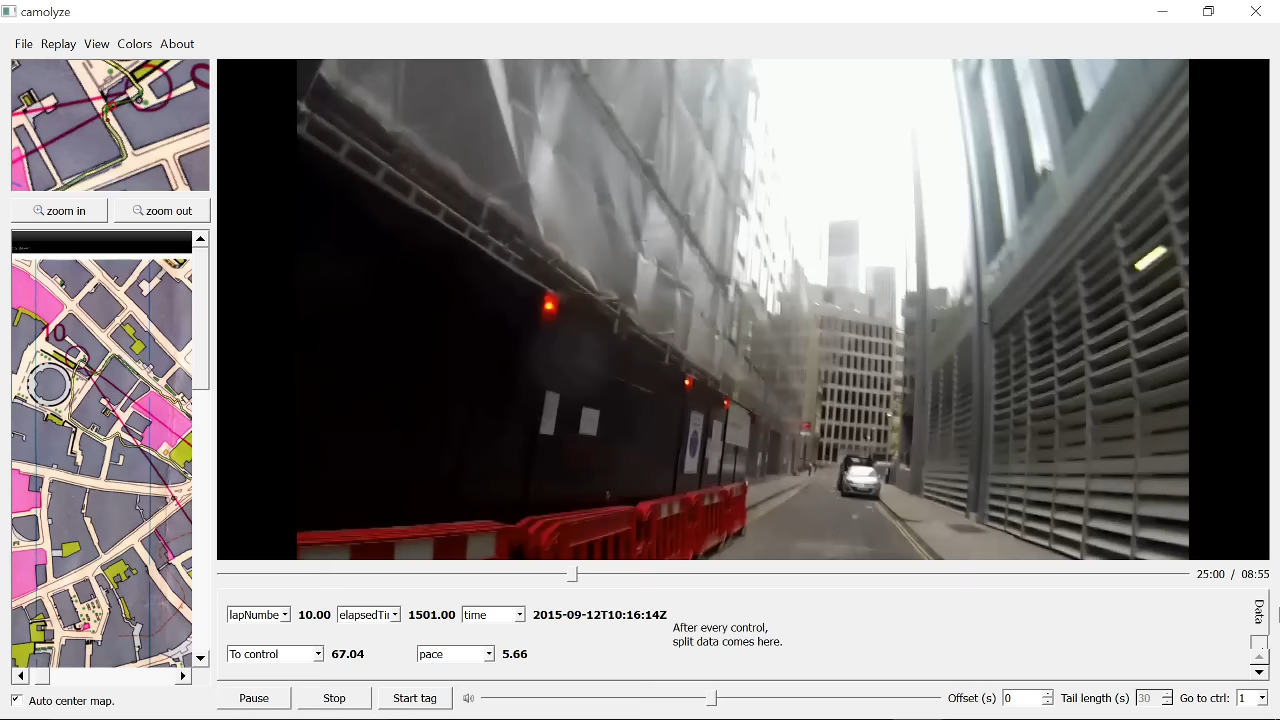 camolyze
File Replay View Colors About
zoom in zoom out
10
25:00 / 08:55
lapNumbe 10.00 elapsedTi 1501.00 time 2015-09-12T10:16:14Z
After every control,
split data comes here.
To control 67.04 pace 5.66
Data
Auto center map.
Pause Stop Start tag Offset (s) 0 Tail length (s) 30 Go to ctrl: 1